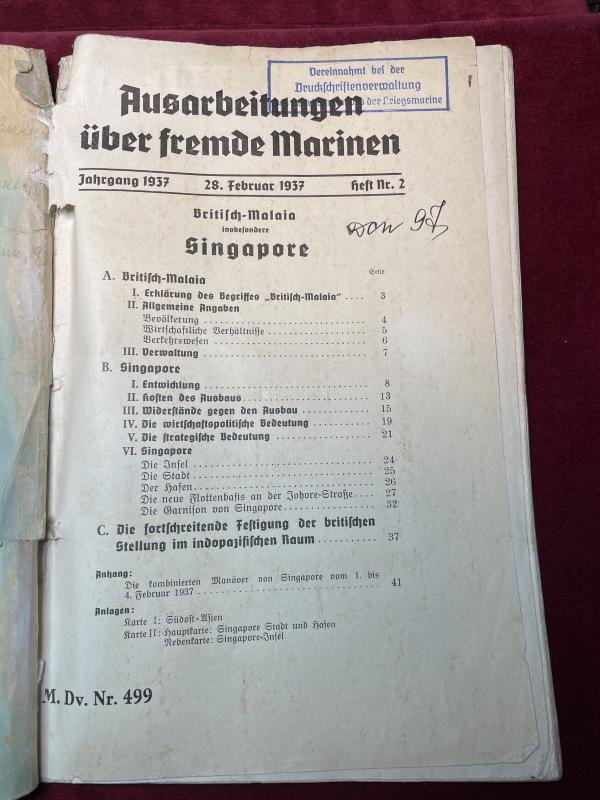 Vereinnahmt bei der
Druckschriftenverwaltung
der Kriegsmarine
Ausarbeitungen
über fremde Marinen
Jahrgang 1937 28. Februar 1937 Heft Nr. 2
Britisch-Malaia
insbesondere
Singapore
Seite
A. Britisch-Malaia
I. Erklärung des Begriffes „Britisch-Malaia“ .... 3
II. Allgemeine Angaben
Bevölkerung .......................... 4
Wirtschaftliche Verhältnisse ............... 5
Verkehrswesen ........................ 6
III. Verwaltung ............................ 7
B. Singapore
I. Entwicklung ........................... 8
II. Kosten des Ausbaus ..................... 13
III. Widerstände gegen den Ausbau ............ 15
IV. Die wirtschaftspolitische Bedeutung ........ 19
V. Die strategische Bedeutung ............... 21
VI. Singapore
Die Insel ............................ 24
Die Stadt ............................ 25
Der Hafen ........................... 26
Die neue Flottenbasis an der Johore-Straße.... 27
Die Garnison von Singapore............... 32
C. Die fortschreitende Festigung der britischen
Stellung im indopazifischen Raum ........... 37
Anhang:
Die kombinierten Manöver von Singapore vom 1. bis
4. Februar 1937 .............................. 41
Anlagen:
Karte I: Südost-Asien
Karte II: Hauptkarte: Singapore Stadt und Hafen
Nebenkarte: Singapore-Insel
M. Dv. Nr. 499